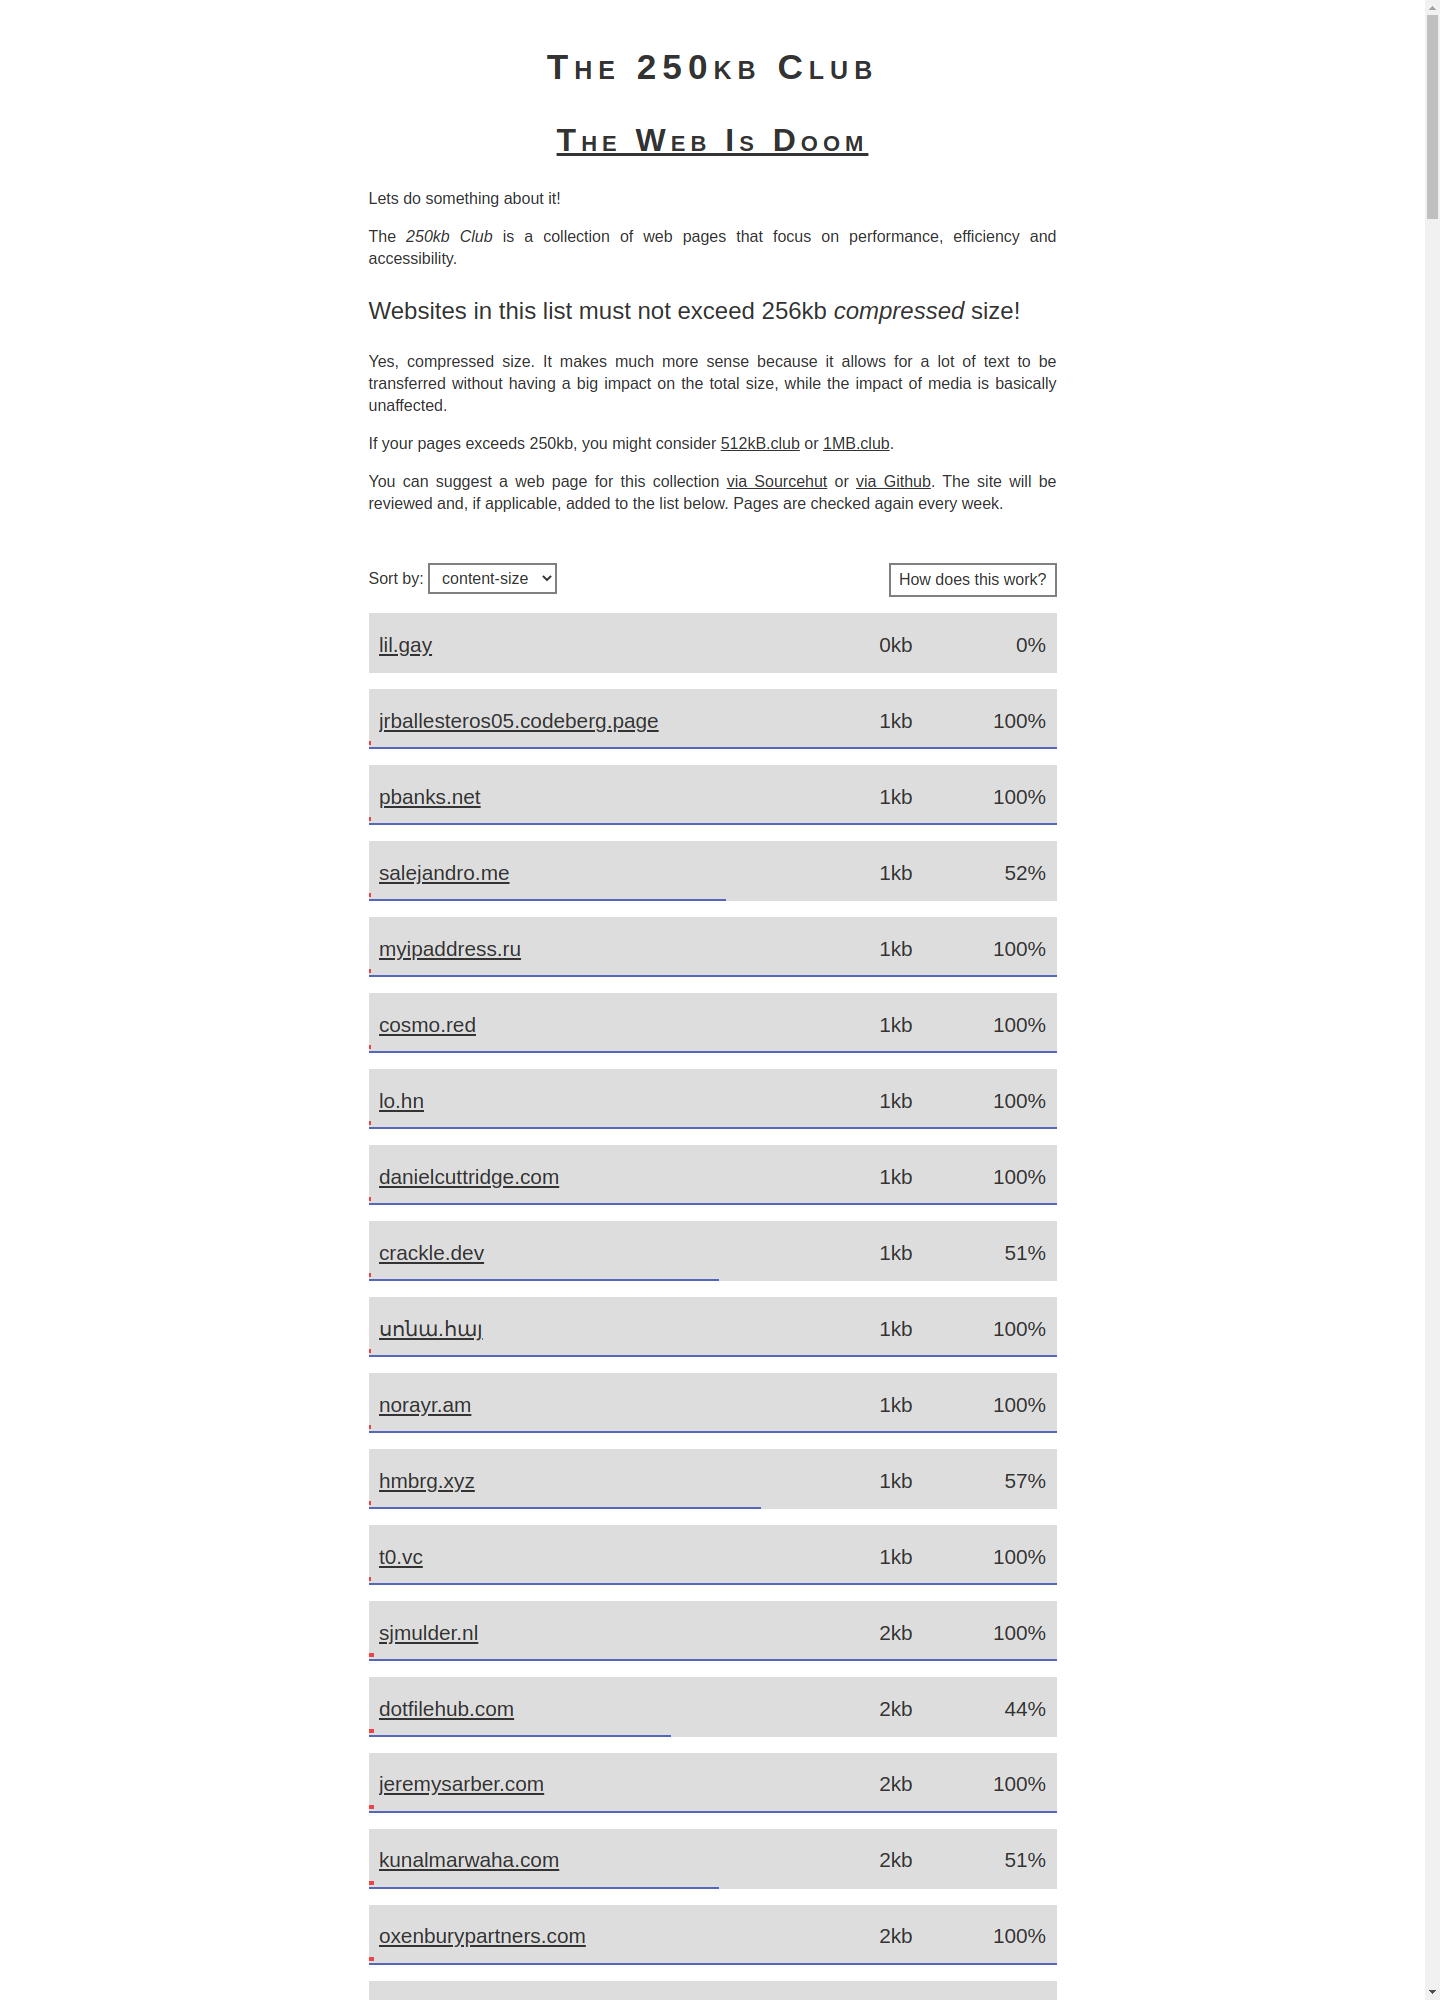 The 250kb Club
The Web Is Doom
Lets do something about it!
The 250kb Club is a collection of web pages that focus on performance, efficiency and
accessibility.
Websites in this list must not exceed 256kb compressed size!
Yes, compressed size. It makes much more sense because it allows for a lot of text to be
transferred without having a big impact on the total size, while the impact of media is basically
unaffected.
If your pages exceeds 250kb, you might consider 512kB.club or 1MB.club.
You can suggest a web page for this collection via Sourcehut or via Github. The site will be
reviewed and, if applicable, added to the list below. Pages are checked again every week.
Sort by: content-size How does this work?
lil.gay 0kb 0%
jrballesteros05.codeberg.page 1kb 100%
pbanks.net 1kb 100%
salejandro.me 1kb 52%
myipaddress.ru 1kb 100%
cosmo.red 1kb 100%
lo.hn 1kb 100%
danielcuttridge.com 1kb 100%
crackle.dev 1kb 51%
սոնա.հայ 1kb 100%
norayr.am 1kb 100%
hmbrg.xyz 1kb 57%
t0.vc 1kb 100%
sjmulder.nl 2kb 100%
dotfilehub.com 2kb 44%
jeremysarber.com 2kb 100%
kunalmarwaha.com 2kb 51%
oxenburypartners.com 2kb 100%